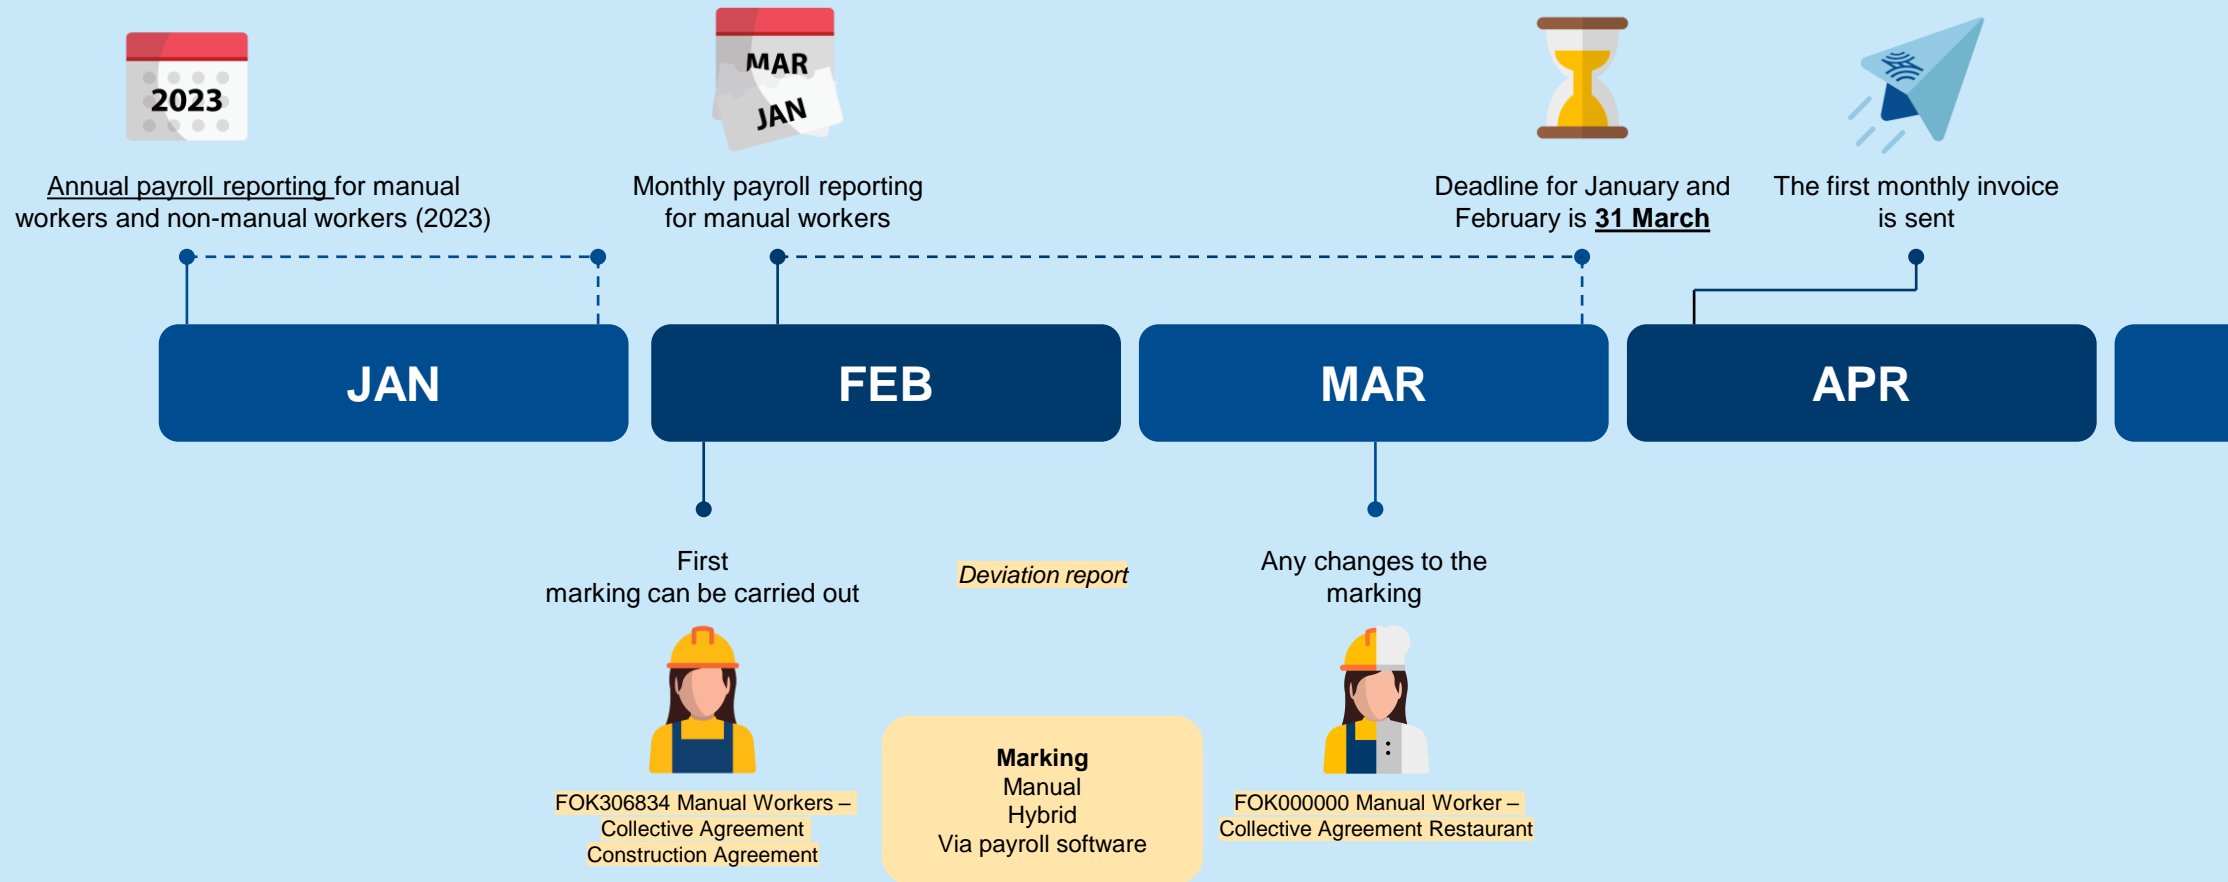 2023
MAR
JAN
Annual payroll reporting for manual
workers and non-manual workers (2023)
Monthly payroll reporting
for manual workers
Deadline for January and
February is 31 March
The first monthly invoice
is sent
JAN
FEB
MAR
APR
First
marking can be carried out
Deviation report
Any changes to the
marking
FOK306834 Manual Workers –
Collective Agreement
Construction Agreement
Marking
Manual
Hybrid
Via payroll software
FOK000000 Manual Worker –
Collective Agreement Restaurant